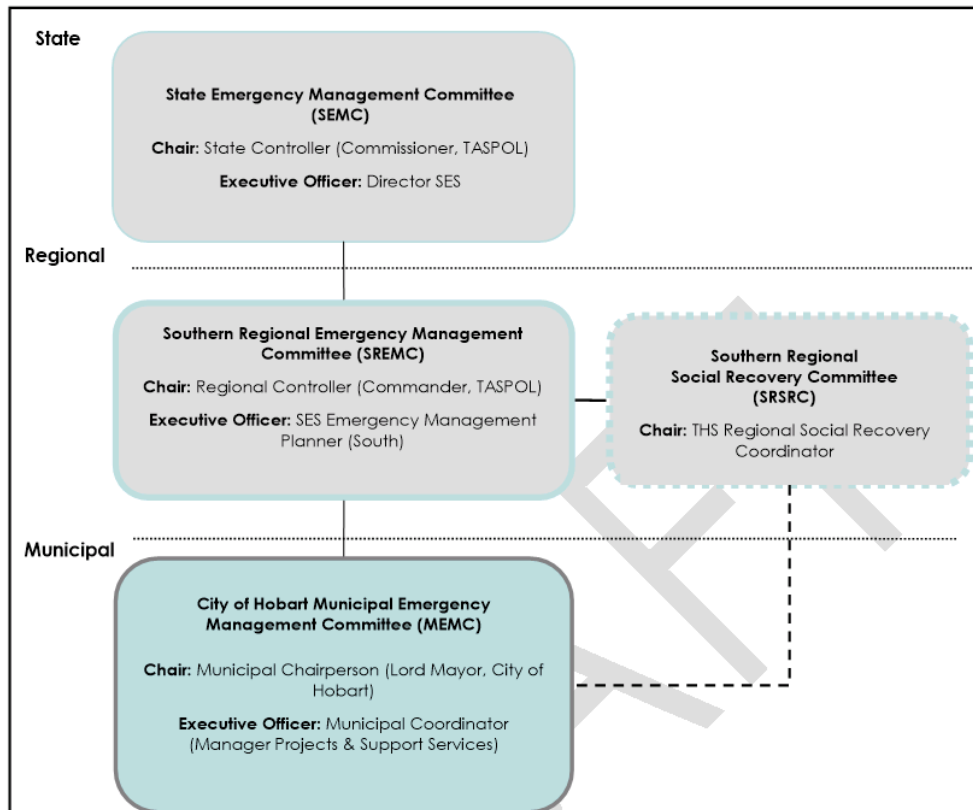 State
State Emergency Management Committee
(SEMC)
Chair: State Controller (Commissioner, TASPOL)
Executive Officer: Director SES
Regional
Southern Regional Emergency Management
Committee (SREMC)
Chair: Regional Controller (Commander, TASPOL)
Executive Officer: SES Emergency Management
Planner (South)
Southern Regional
Social Recovery Committee
(SRSRC)
Chair: THS Regional Social Recovery
Coordinator
Municipal
City of Hobart Municipal Emergency
Management Committee (MEMC)
Chair: Municipal Chairperson (Lord Mayor, City of
Hobart)
Executive Officer: Municipal Coordinator
(Manager Projects & Support Services)